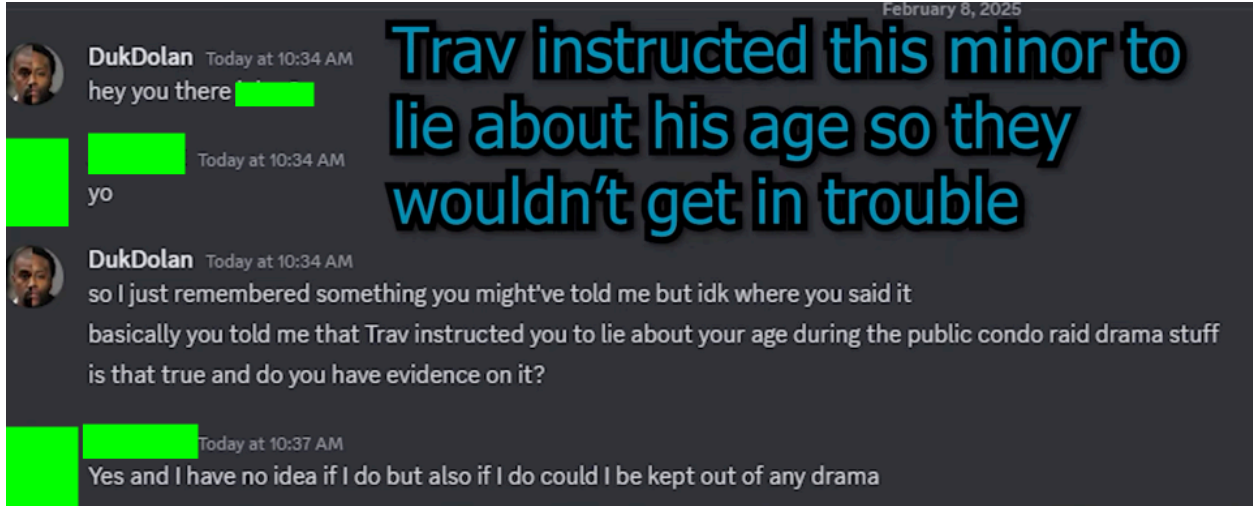 February 8, 2025
DukDolan Today at 10:34 AM
hey you there
Trav instructed this minor to
lie about his age so they
wouldn't get in trouble
Today at 10:34 AM
yo
DukDolan Today at 10:34 AM
so I just remembered something you might've told me but idk where you said it
basically you told me that Trav instructed you to lie about your age during the public condo raid drama stuff
is that true and do you have evidence on it?
Today at 10:37 AM
Yes and I have no idea if I do but also if I do could I be kept out of any drama